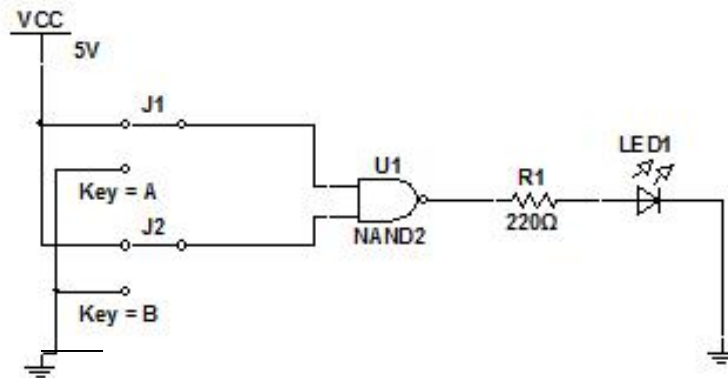 VCC
5V
J1
Key = A
J2
Key = B
U1
NAND2
R1
220Ω
LED1